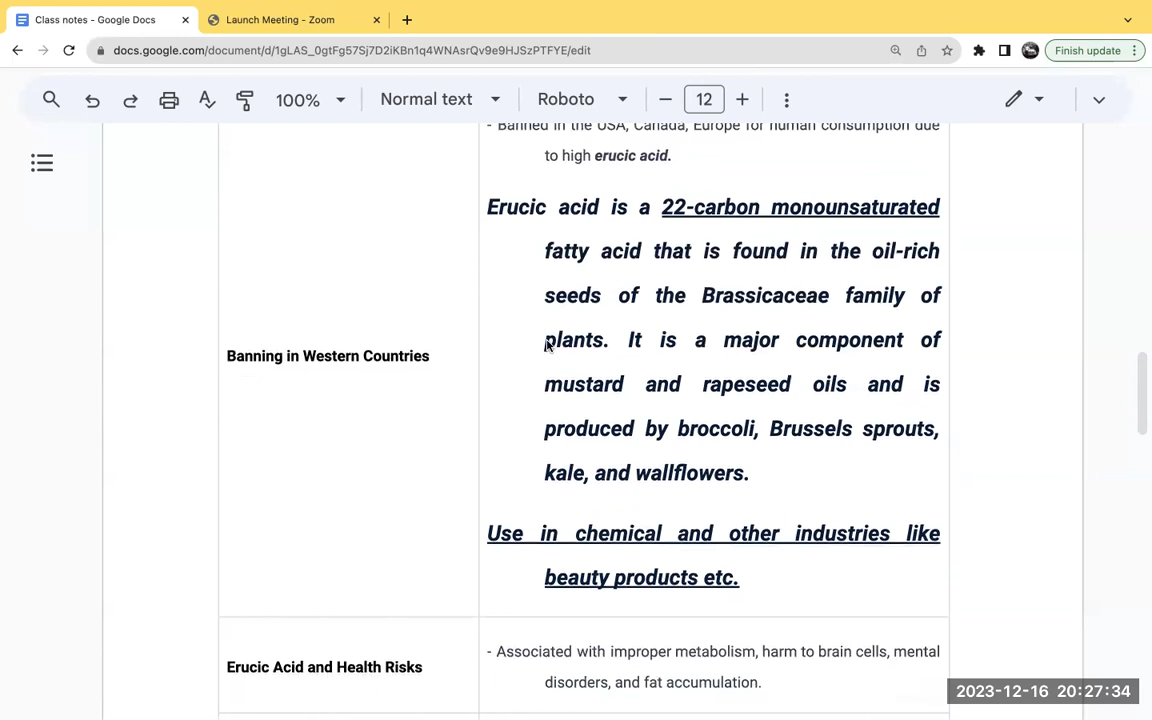 Class notes - Google Docs
Launch Meeting - Zoom
docs.google.com/document/d/1gLAS_0gtFg57Sj7D2iKBn1q4WNAsrQv9e9HJSzPTFYE/edit
Finish update
100%
Normal text
Roboto
12
- Banned in the USA, Canada, Europe for human consumption due
to high erucic acid.
Erucic acid is a 22-carbon monounsaturated
fatty acid that is found in the oil-rich
seeds of the Brassicaceae family of
plants. It is a major component of
Banning in Western Countries
mustard and rapeseed oils and is
produced by broccoli, Brussels sprouts,
kale, and wallflowers.
Use in chemical and other industries like
beauty products etc.
Erucic Acid and Health Risks
- Associated with improper metabolism, harm to brain cells, mental
disorders, and fat accumulation.
2023-12-16 20:27:34